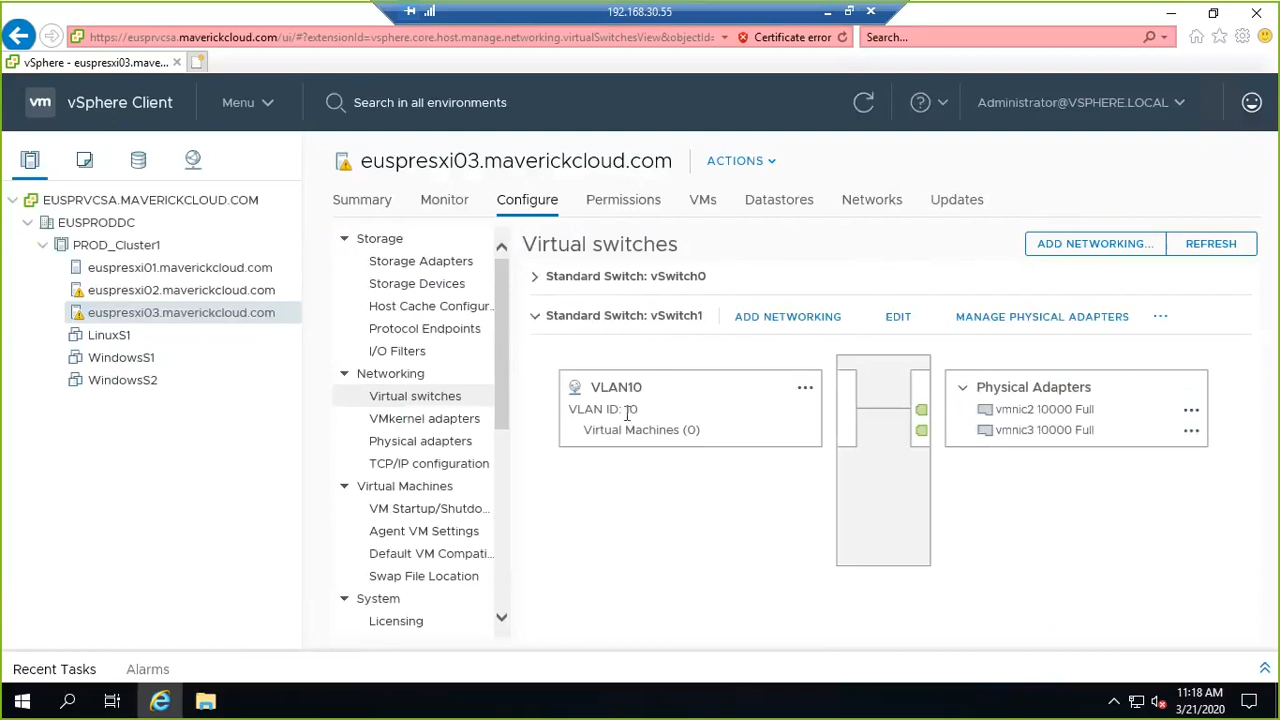 192.168.30.55
https://eusprvcsa.maverickcloud.com/ui/#?extensionId=vsphere.core.host.manage.networking.virtualSwitchesView&objectId=
Certificate error
Search...
vSphere - euspresxi03.mave...
vm vSphere Client
Menu
Search in all environments
Administrator@VSPHERE.LOCAL
euspresxi03.maverickcloud.com
ACTIONS
Summary
Monitor
Configure
Permissions
VMs
Datastores
Networks
Updates
EUSPRVCSA.MAVERICKCLOUD.COM
EUSPRODDC
PROD_Cluster1
euspresxi01.maverickcloud.com
euspresxi02.maverickcloud.com
euspresxi03.maverickcloud.com
LinuxS1
WindowsS1
WindowsS2
Storage
Storage Adapters
Storage Devices
Host Cache Configur...
Protocol Endpoints
I/O Filters
Networking
Virtual switches
VMkernel adapters
Physical adapters
TCP/IP configuration
Virtual Machines
VM Startup/Shutdo...
Agent VM Settings
Default VM Compati...
Swap File Location
System
Licensing
Virtual switches
ADD NETWORKING...
REFRESH
Standard Switch: vSwitch0
Standard Switch: vSwitch1
ADD NETWORKING
EDIT
MANAGE PHYSICAL ADAPTERS
...
VLAN10
...
VLAN ID: 10
Virtual Machines (0)
Physical Adapters
vmnic2 10000 Full
...
vmnic3 10000 Full
...
Recent Tasks
Alarms
11:18 AM
3/21/2020